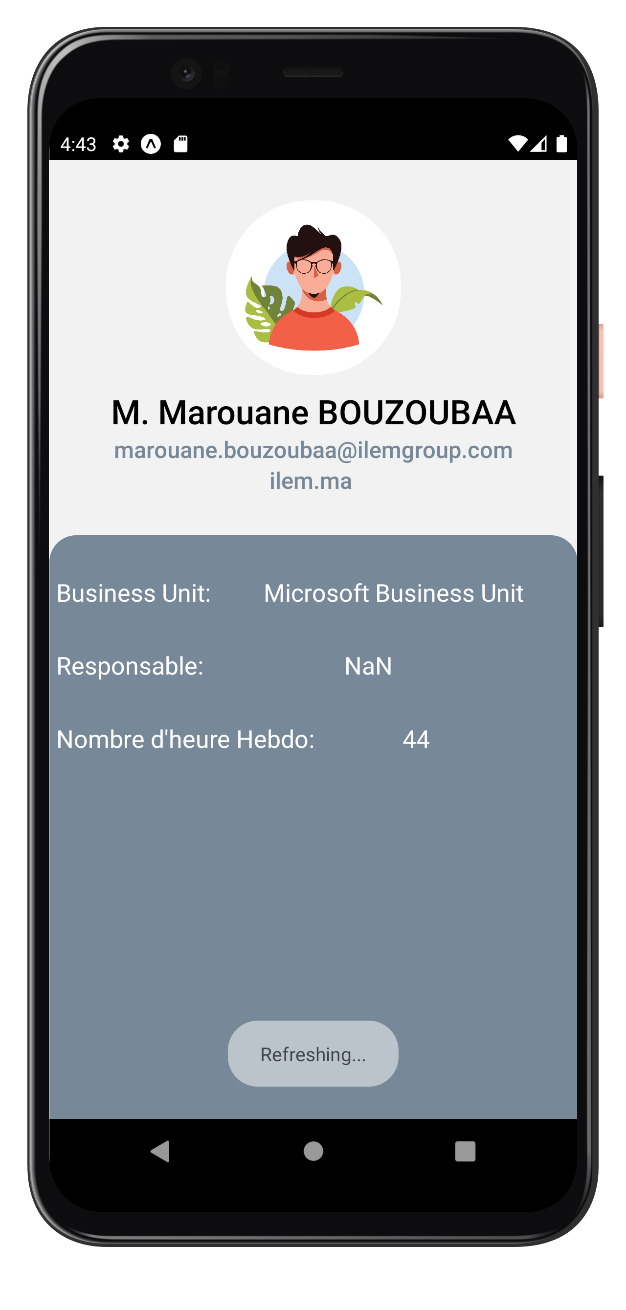 4:43
M. Marouane BOUZOUBAA
marouane.bouzoubaa@ilemgroup.com
ilem.ma
Business Unit: Microsoft Business Unit
Responsable: NaN
Nombre d'heure Hebdo: 44
Refreshing...